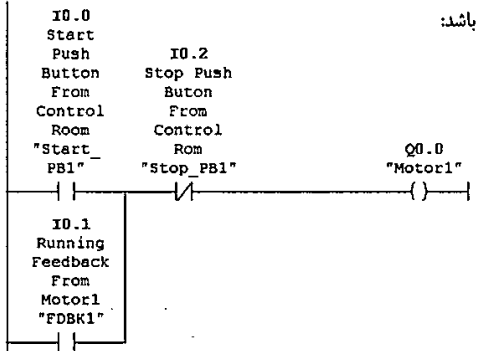 باشد:
I0.0
Start
Push
Button
From
Control
Room
"Start_
PB1"
I0.2
Stop Push
Buton
From
Control
Rom
"Stop_PB1"
Q0.0
"Motor1"
I0.1
Running
Feedback
From
Motor1
"FDBK1"